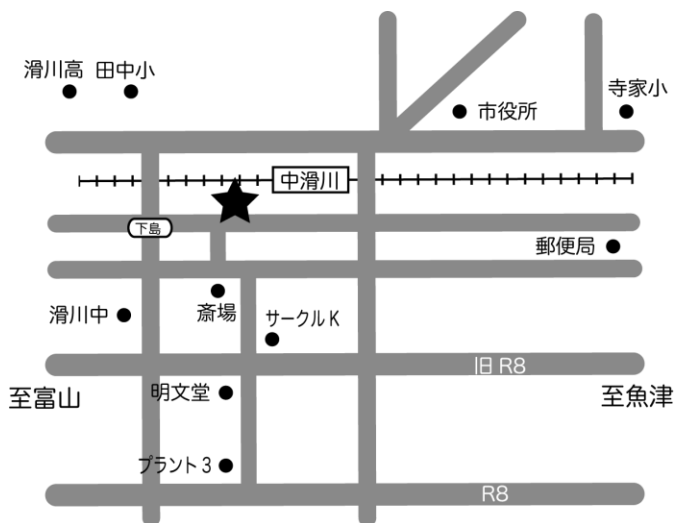 滑川高
田中小
寺家小
市役所
中滑川
下島
郵便局
滑川中
斎場
サークルK
旧 R8
至富山
明文堂
至魚津
プラント3
R8